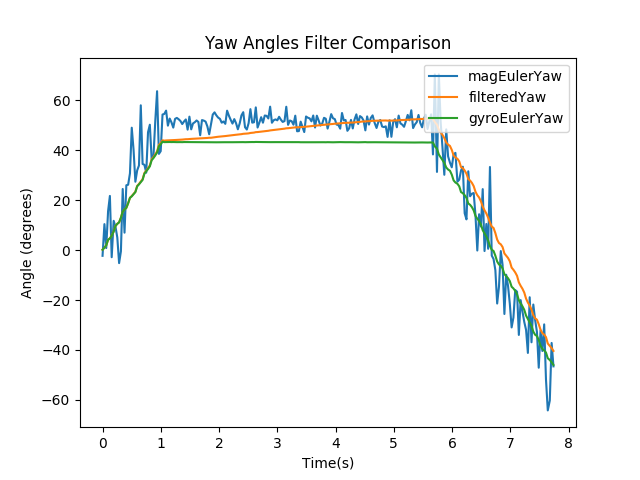 Yaw Angles Filter Comparison
magEulerYaw
filteredYaw
gyroEulerYaw
60
40
20
0
−20
−40
−60
Angle (degrees)
0 1 2 3 4 5 6 7 8
Time(s)